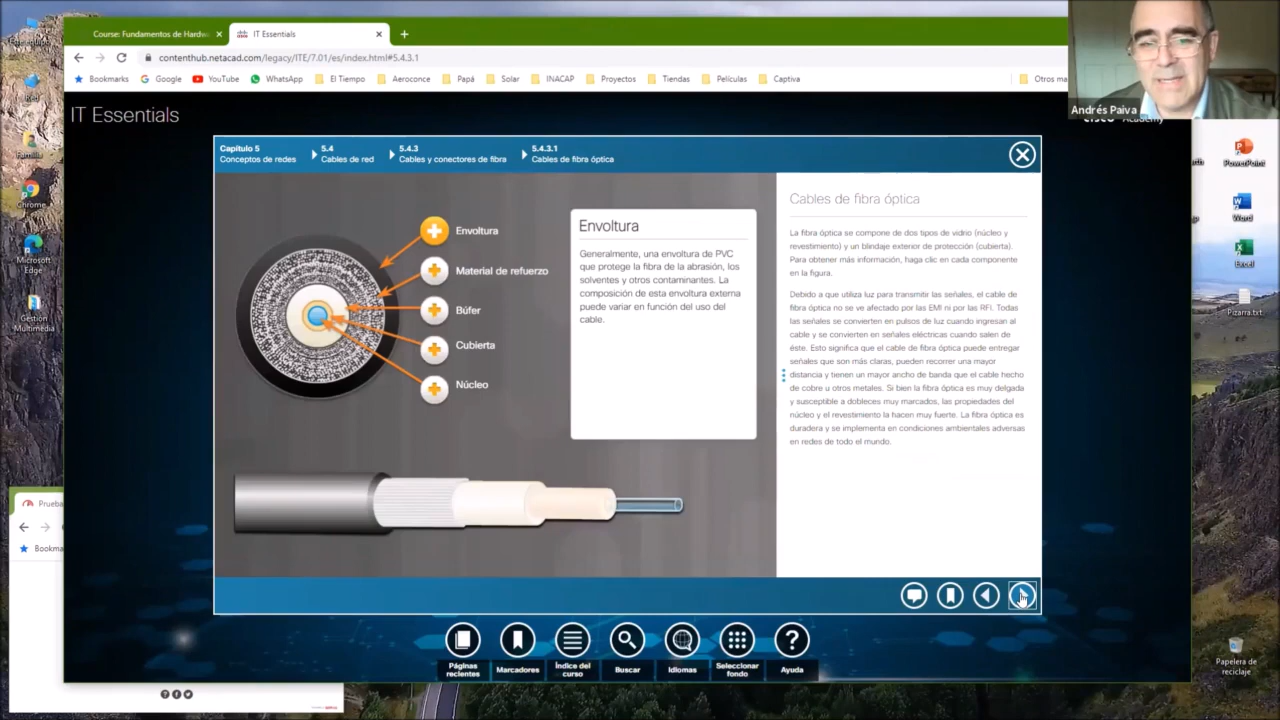 Course: Fundamentos de Hardw
IT Essentials
contenthub.netacad.com/legacy/ITE/7.01/es/index.html#5.4.3.1
Bookmarks
Google
YouTube
WhatsApp
El Tiempo
Aeroconce
Papá
Solar
INACAP
Proyectos
Tiendas
Películas
Captiva
Otros ma
Andrés Paiva
IT Essentials
Academy
Capítulo 5
Conceptos de redes
5.4
Cables de red
5.4.3
Cables y conectores de fibra
5.4.3.1
Cables de fibra óptica
Envoltura
Material de refuerzo
Búfer
Cubierta
Núcleo
Envoltura
Generalmente, una envoltura de PVC
que protege la fibra de la abrasión, los
solventes y otros contaminantes. La
composición de esta envoltura externa
puede variar en función del uso del
cable.
Cables de fibra óptica
La fibra óptica se compone de dos tipos de vidrio (núcleo y
revestimiento) y un blindaje exterior de protección (cubierta).
Para obtener más información, haga clic en cada componente
en la figura.
Debido a que utiliza luz para transmitir las señales, el cable de
fibra óptica no se ve afectado por las EMI ni por las RFI. Todas
las señales se convierten en pulsos de luz cuando ingresan al
cable y se convierten en señales eléctricas cuando salen de
éste. Esto significa que el cable de fibra óptica puede entregar
señales que son más claras, pueden recorrer una mayor
distancia y tienen un mayor ancho de banda que el cable hecho
de cobre u otros metales. Si bien la fibra óptica es muy delgada
y susceptible a dobleces muy marcados, las propiedades del
núcleo y el revestimiento la hacen muy fuerte. La fibra óptica es
duradera y se implementa en condiciones ambientales adversas
en redes de todo el mundo.
Páginas
recientes
Marcadores
Índice del
curso
Buscar
Idiomas
Seleccionar
fondo
Ayuda
Red
Familia
Chrome
Microsoft
Edge
Gestión
Multimedia
Prueba
Bookma
PowerPoint
Word
Excel
Pizarra.txt
Papelera de
reciclaje